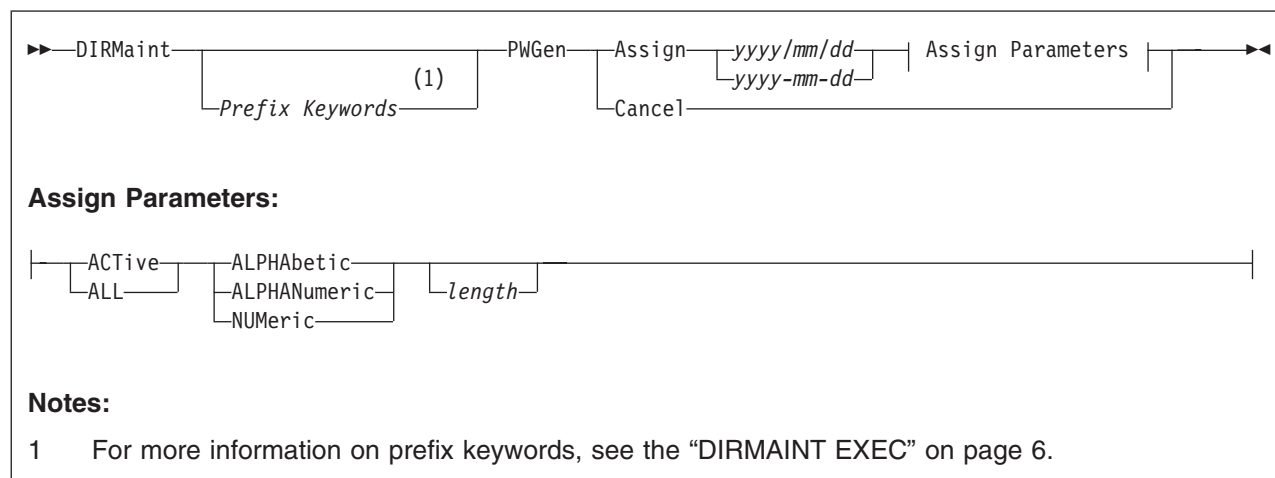 DIRMaint PWGen Assign yyyy/mm/dd Assign Parameters
(1) yyyy-mm-dd
Prefix Keywords Cancel
Assign Parameters:
ACTive ALPHAbetic
ALL ALPHANumeric length
NUMeric
Notes:
1 For more information on prefix keywords, see the “DIRMAINT EXEC” on page 6.